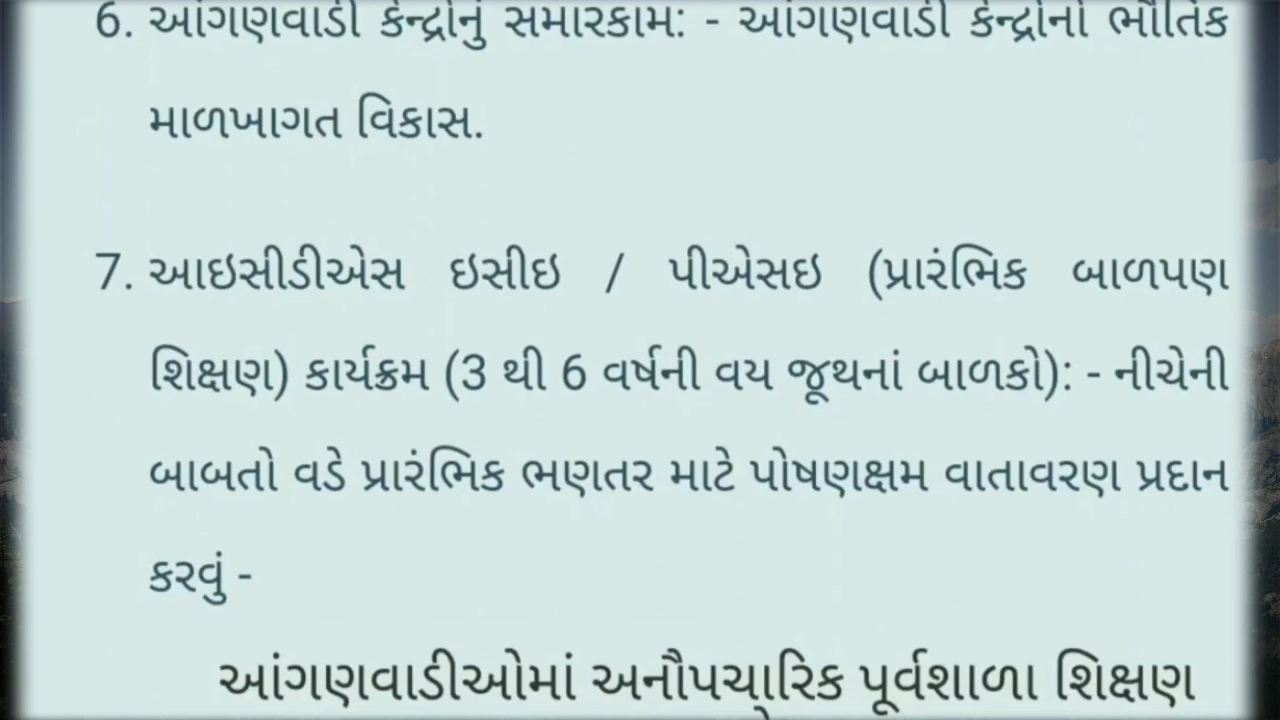 6. આંગણવાડી કેન્દ્રોનું સમારકામ: - આંગણવાડી કેન્દ્રોનો ભૌતિક
માળખાગત વિકાસ.
7. આઇસીડીએસ ઇસીઇ / પીએસઇ (પ્રારંભિક બાળપણ
શિક્ષણ) કાર્યક્રમ (3 થી 6 વર્ષની વય જૂથનાં બાળકો): - નીચેની
બાબતો વડે પ્રારંભિક ભણતર માટે પોષણક્ષમ વાતાવરણ પ્રદાન
કરવું -
આંગણવાડીઓમાં અનૌપચારિક પૂર્વશાળા શિક્ષણ